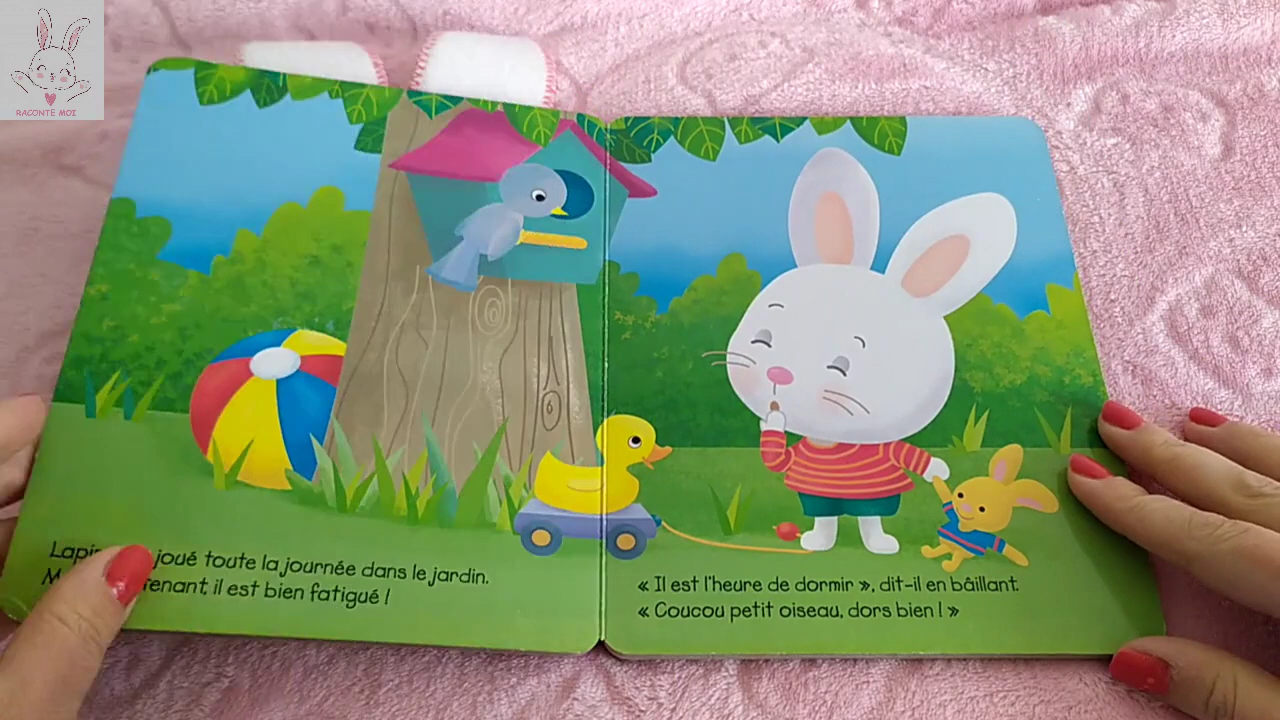 RACONTE MOI
joué toute la journée dans le jardin.
il est bien fatigué !
« Il est l'heure de dormir », dit-il en bâillant.
« Coucou petit oiseau, dors bien ! »